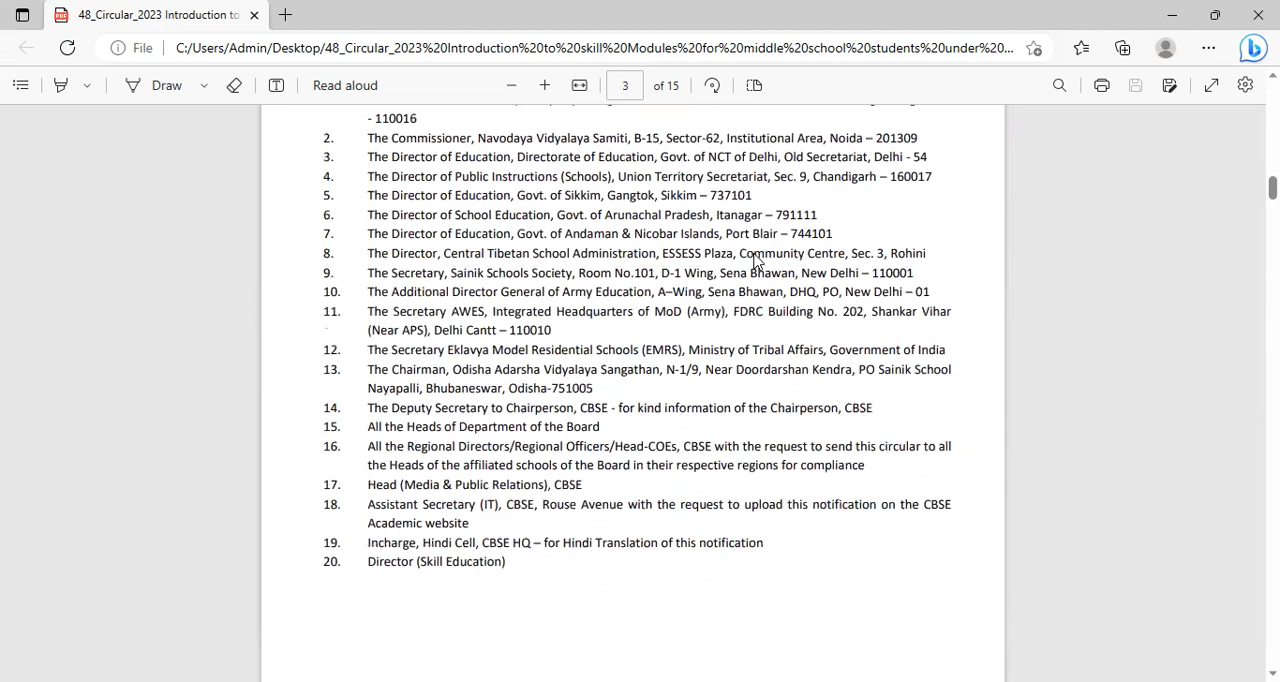 48_Circular_2023 Introduction to
File
C:/Users/Admin/Desktop/48_Circular_2023%20Introduction%20to%20skill%20Modules%20for%20middle%20school%20students%20under%20...
Draw
Read aloud
3 of 15
- 110016
2. The Commissioner, Navodaya Vidyalaya Samiti, B-15, Sector-62, Institutional Area, Noida – 201309
3. The Director of Education, Directorate of Education, Govt. of NCT of Delhi, Old Secretariat, Delhi - 54
4. The Director of Public Instructions (Schools), Union Territory Secretariat, Sec. 9, Chandigarh – 160017
5. The Director of Education, Govt. of Sikkim, Gangtok, Sikkim – 737101
6. The Director of School Education, Govt. of Arunachal Pradesh, Itanagar – 791111
7. The Director of Education, Govt. of Andaman & Nicobar Islands, Port Blair – 744101
8. The Director, Central Tibetan School Administration, ESSESS Plaza, Community Centre, Sec. 3, Rohini
9. The Secretary, Sainik Schools Society, Room No.101, D-1 Wing, Sena Bhawan, New Delhi – 110001
10. The Additional Director General of Army Education, A–Wing, Sena Bhawan, DHQ, PO, New Delhi – 01
11. The Secretary AWES, Integrated Headquarters of MoD (Army), FDRC Building No. 202, Shankar Vihar
(Near APS), Delhi Cantt – 110010
12. The Secretary Eklavya Model Residential Schools (EMRS), Ministry of Tribal Affairs, Government of India
13. The Chairman, Odisha Adarsha Vidyalaya Sangathan, N-1/9, Near Doordarshan Kendra, PO Sainik School
Nayapalli, Bhubaneswar, Odisha-751005
14. The Deputy Secretary to Chairperson, CBSE - for kind information of the Chairperson, CBSE
15. All the Heads of Department of the Board
16. All the Regional Directors/Regional Officers/Head-COEs, CBSE with the request to send this circular to all
the Heads of the affiliated schools of the Board in their respective regions for compliance
17. Head (Media & Public Relations), CBSE
18. Assistant Secretary (IT), CBSE, Rouse Avenue with the request to upload this notification on the CBSE
Academic website
19. Incharge, Hindi Cell, CBSE HQ – for Hindi Translation of this notification
20. Director (Skill Education)